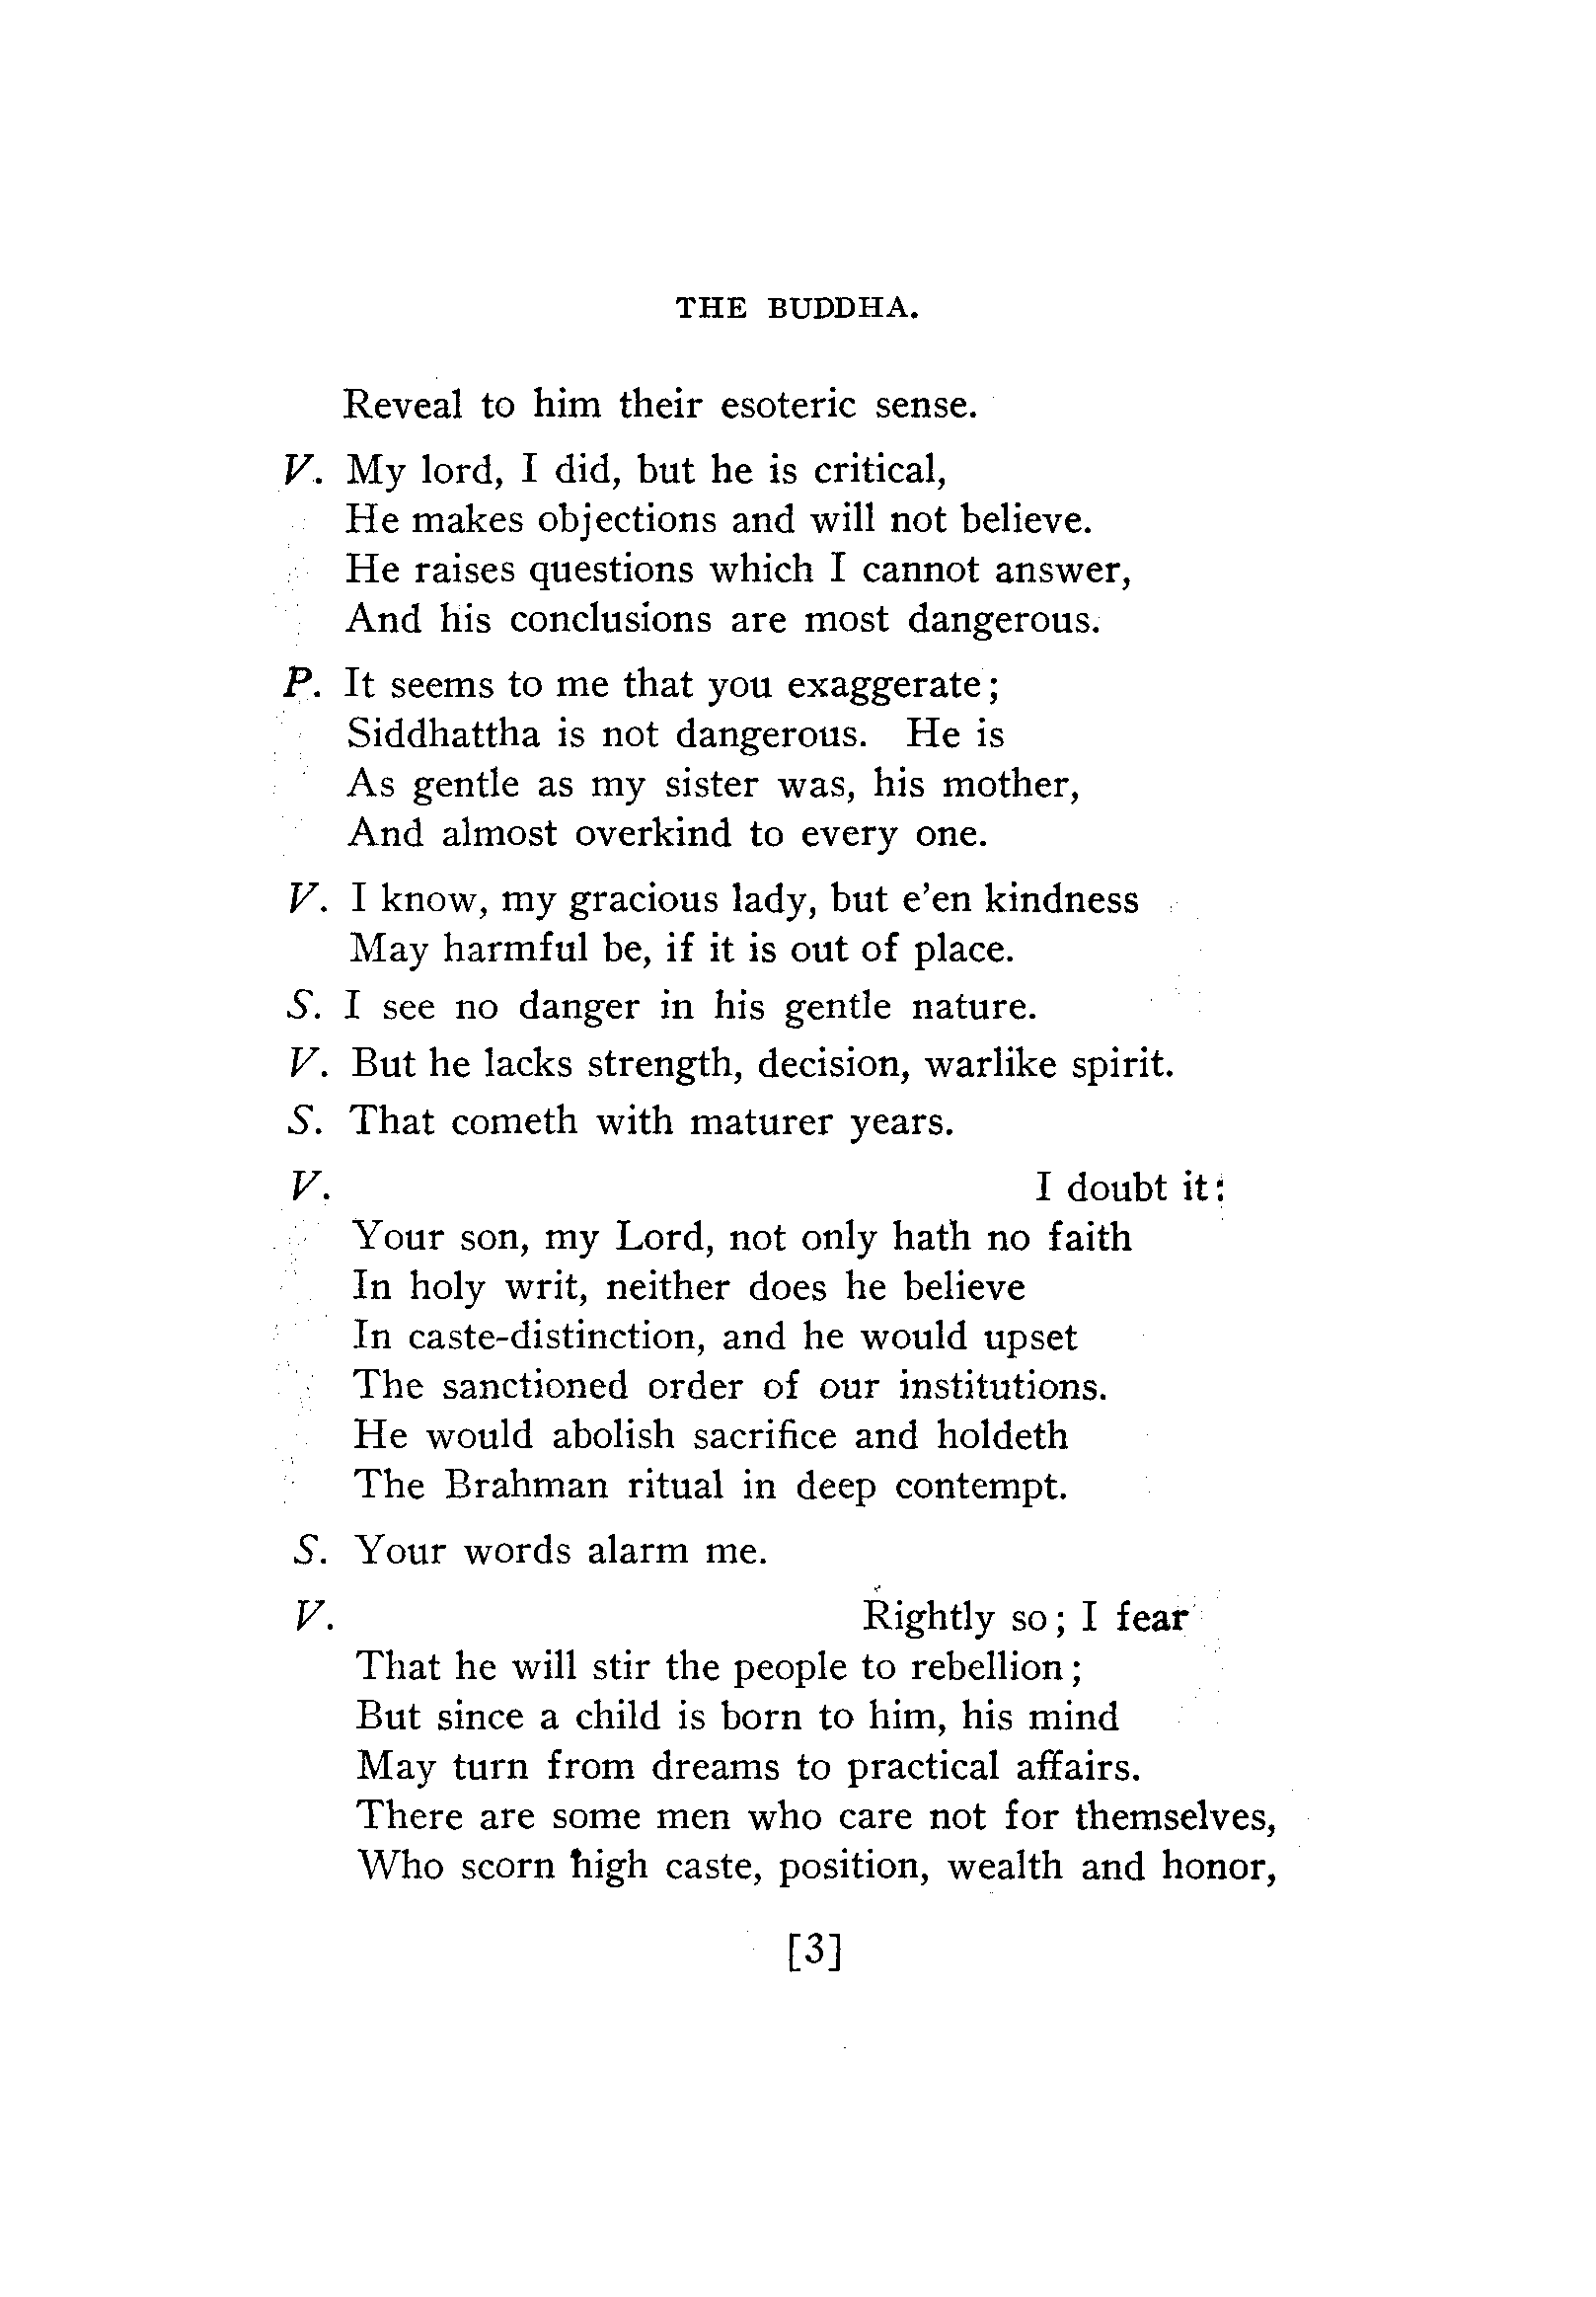 THE BUDDHA.
Reveal to him their esoteric sense.
V. My lord, I did, but he is critical,
He makes objections and will not believe.
He raises questions which I cannot answer,
And his conclusions are most dangerous.
P. It seems to me that you exaggerate;
Siddhattha is not dangerous. He is
As gentle as my sister was, his mother,
And almost overkind to every one.
V. I know, my gracious lady, but e’en kindness
May harmful be, if it is out of place.
S. I see no danger in his gentle nature.
V. But he lacks strength, decision, warlike spirit.
S. That cometh with maturer years.
V. I doubt it:
Your son, my Lord, not only hath no faith
In holy writ, neither does he believe
In caste-distinction, and he would upset
The sanctioned order of our institutions.
He would abolish sacrifice and holdeth
The Brahman ritual in deep contempt.
S. Your words alarm me.
V. Rightly so; I fear
That he will stir the people to rebellion;
But since a child is born to him, his mind
May turn from dreams to practical affairs.
There are some men who care not for themselves,
Who scorn high caste, position, wealth and honor,
[3]